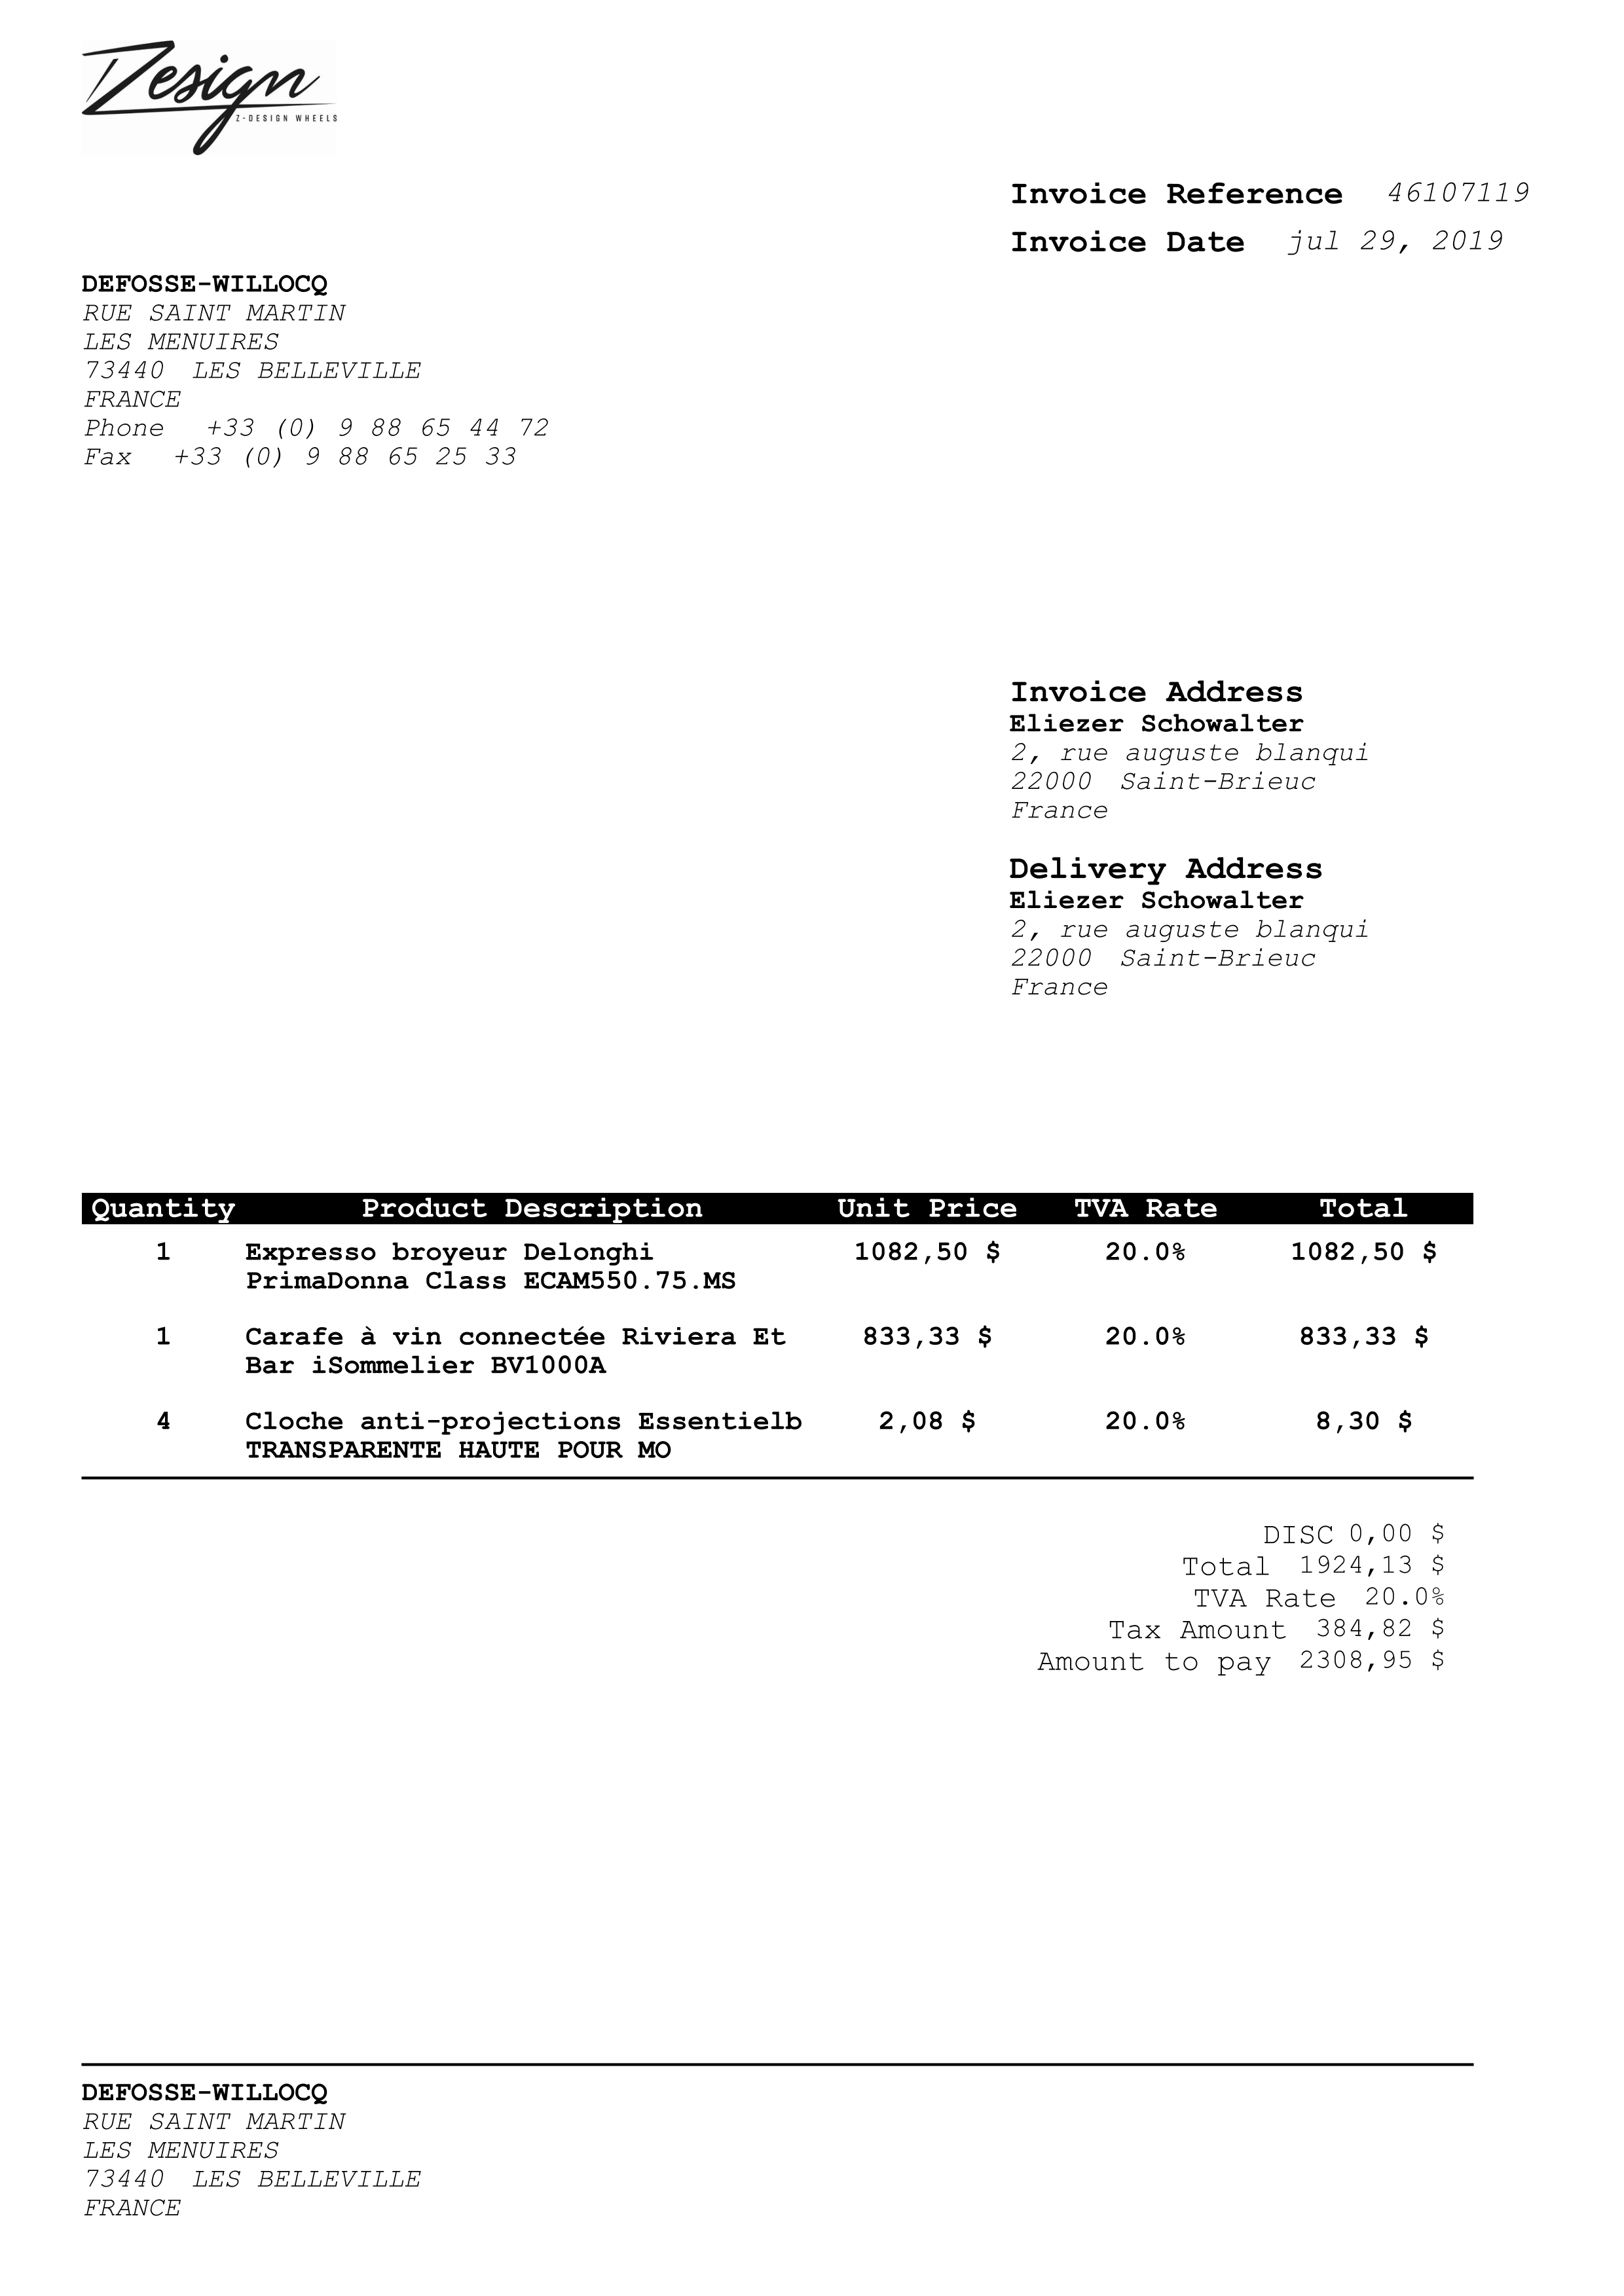 Zesign
Z-DESIGN WHEELS
Invoice Reference 46107119
Invoice Date jul 29, 2019
DEFOSSE-WILLOCQ
RUE SAINT MARTIN
LES MENUIRES
73440 LES BELLEVILLE
FRANCE
Phone +33 (0) 9 88 65 44 72
Fax +33 (0) 9 88 65 25 33
Invoice Address
Eliezer Schowalter
2, rue auguste blanqui
22000 Saint-Brieuc
France
Delivery Address
Eliezer Schowalter
2, rue auguste blanqui
22000 Saint-Brieuc
France
Quantity Product Description Unit Price TVA Rate Total
1 Expresso broyeur Delonghi 1082,50 $ 20.0% 1082,50 $
PrimaDonna Class ECAM550.75.MS
1 Carafe à vin connectée Riviera Et 833,33 $ 20.0% 833,33 $
Bar iSommelier BV1000A
4 Cloche anti-projections Essentielb 2,08 $ 20.0% 8,30 $
TRANSPARENTE HAUTE POUR MO
DISC 0,00 $
Total 1924,13 $
TVA Rate 20.0%
Tax Amount 384,82 $
Amount to pay 2308,95 $
DEFOSSE-WILLOCQ
RUE SAINT MARTIN
LES MENUIRES
73440 LES BELLEVILLE
FRANCE